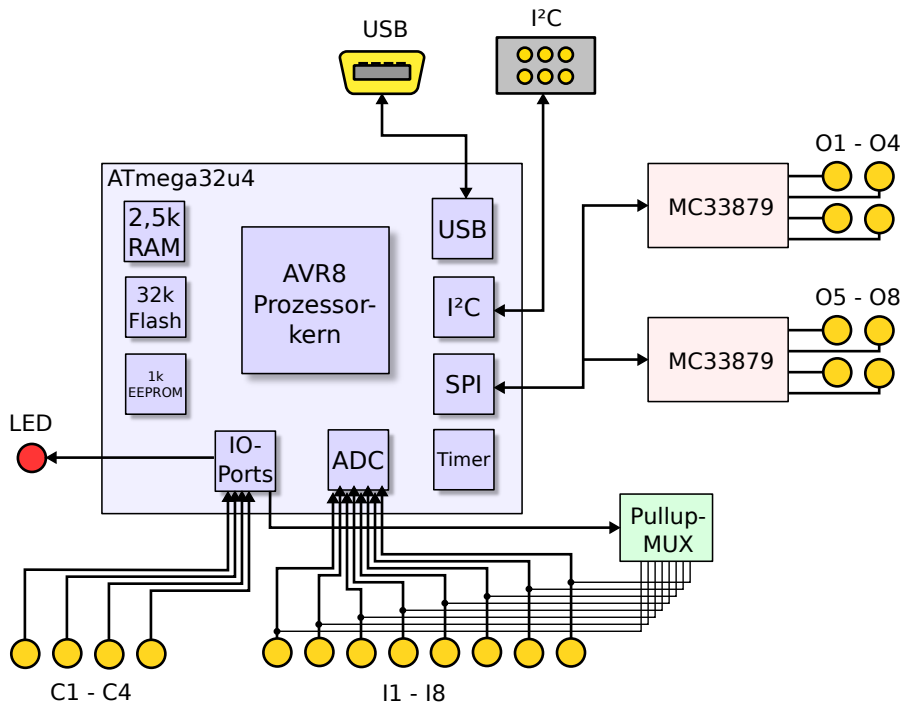 I²C
USB
O1 - O4
ATmega32u4
2,5k
RAM
MC33879
USB
AVR8
Prozessor-
kern
32k
Flash
I²C
O5 - O8
MC33879
1k
EEPROM
SPI
LED
IO-
Ports
ADC
Timer
Pullup-
MUX
C1 - C4
I1 - I8